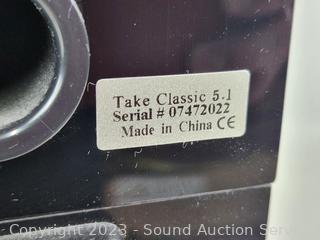 Take Classic 5.1
Serial # 07472022
Made in China CE
Copyright 2023 - Sound Auction Serv